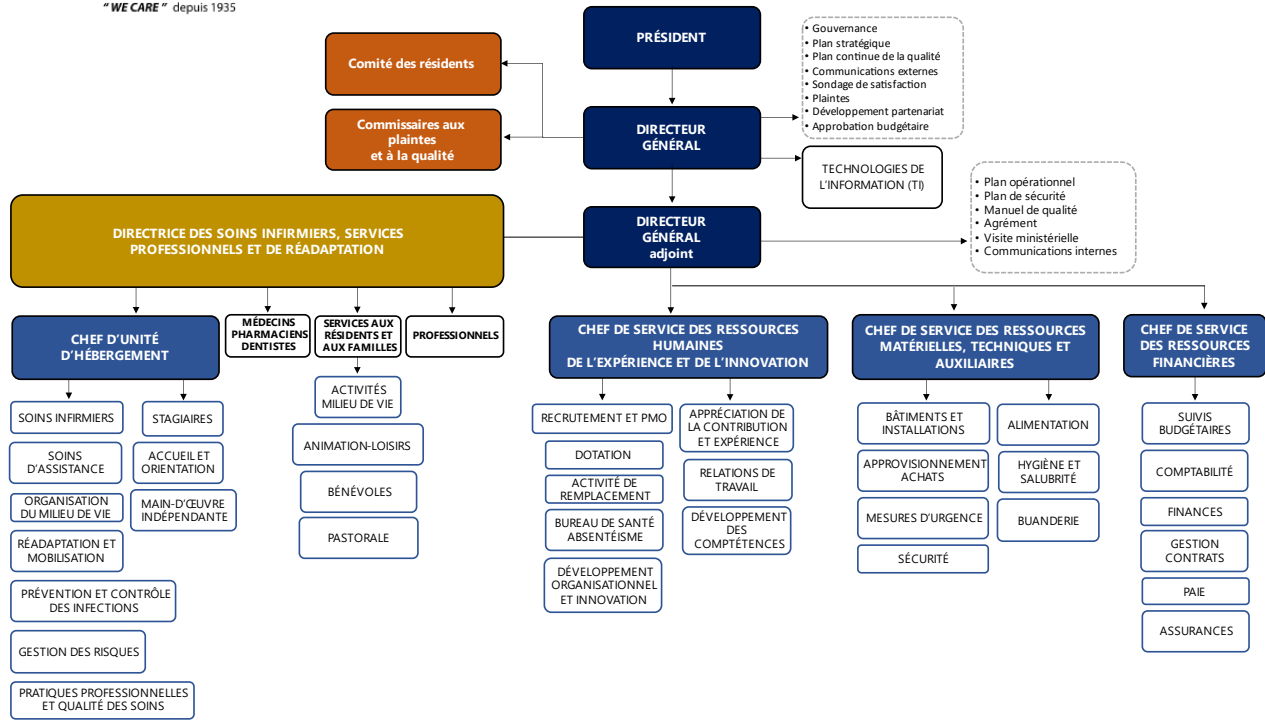 “ WE CARE ” depuis 1935
PRÉSIDENT
• Gouvernance
• Plan stratégique
• Plan continue de la qualité
• Communications externes
• Sondage de satisfaction
• Plaintes
• Développement partenariat
• Approbation budgétaire
Comité des résidents
Commissaires aux
plaintes
et à la qualité
DIRECTEUR
GÉNÉRAL
TECHNOLOGIES DE
L’INFORMATION (TI)
DIRECTRICE DES SOINS INFIRMIERS, SERVICES
PROFESSIONNELS ET DE RÉADAPTATION
DIRECTEUR
GÉNÉRAL
adjoint
• Plan opérationnel
• Plan de sécurité
• Manuel de qualité
• Agrément
• Visite ministérielle
• Communications internes
CHEF D’UNITÉ
D’HÉBERGEMENT
MÉDECINS
PHARMACIENS
DENTISTES
SERVICES AUX
RÉSIDENTS ET
AUX FAMILLES
PROFESSIONNELS
CHEF DE SERVICE DES RESSOURCES
HUMAINES
DE L’EXPÉRIENCE ET DE L’INNOVATION
CHEF DE SERVICE DES RESSOURCES
MATÉRIELLES, TECHNIQUES ET
AUXILIAIRES
CHEF DE SERVICE
DES RESSOURCES
FINANCIÈRES
SOINS INFIRMIERS
SOINS
D’ASSISTANCE
ORGANISATION
DU MILIEU DE VIE
RÉADAPTATION ET
MOBILISATION
PRÉVENTION ET CONTRÔLE
DES INFECTIONS
GESTION DES RISQUES
PRATIQUES PROFESSIONNELLES
ET QUALITÉ DES SOINS
STAGIAIRES
ACCUEIL ET
ORIENTATION
MAIN-D’ŒUVRE
INDÉPENDANTE
ACTIVITÉS
MILIEU DE VIE
ANIMATION-LOISIRS
BÉNÉVOLES
PASTORALE
RECRUTEMENT ET PMO
DOTATION
ACTIVITÉ DE
REMPLACEMENT
BUREAU DE SANTÉ
ABSENTÉISME
DÉVELOPPEMENT
ORGANISATIONNEL
ET INNOVATION
APPRÉCIATION DE
LA CONTRIBUTION
ET EXPÉRIENCE
RELATIONS DE
TRAVAIL
DÉVELOPPEMENT
DES
COMPTÉTENCES
BÂTIMENTS ET
INSTALLATIONS
APPROVISIONNEMENT
ACHATS
MESURES D’URGENCE
SÉCURITÉ
ALIMENTATION
HYGIÈNE ET
SALUBRITÉ
BUANDERIE
SUIVIS
BUDGÉTAIRES
COMPTABILITÉ
FINANCES
GESTION
CONTRATS
PAIE
ASSURANCES